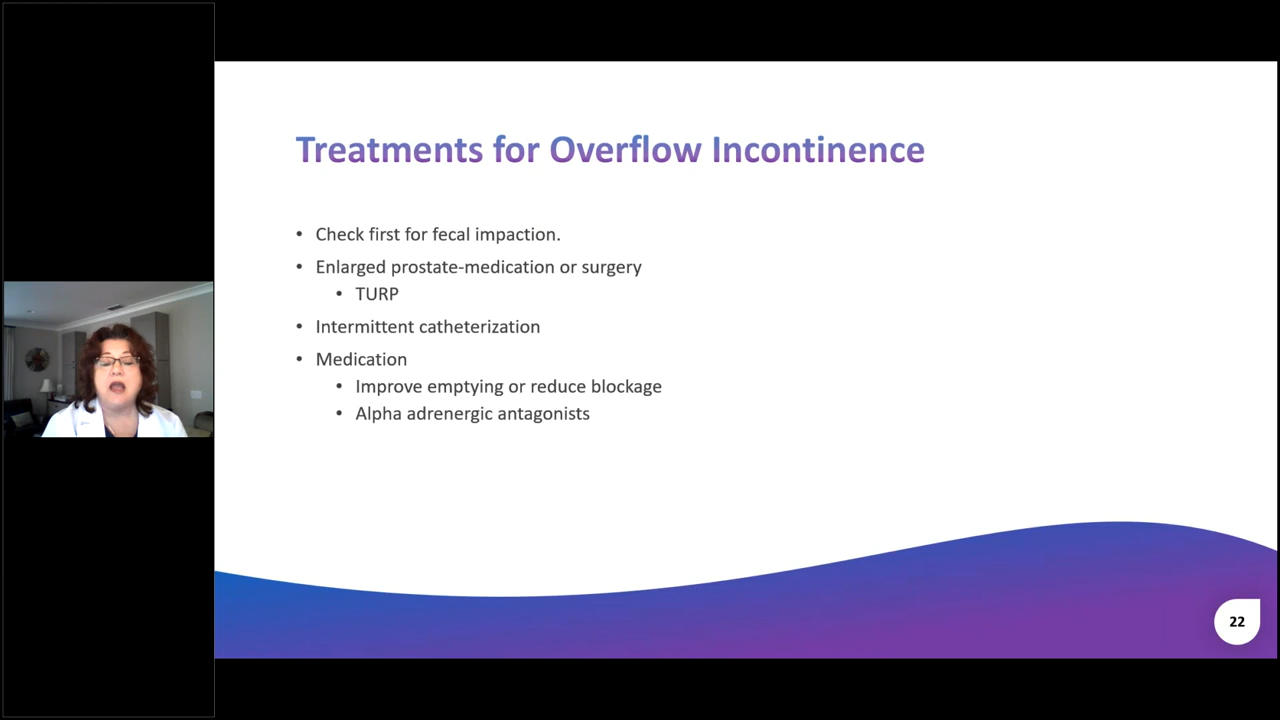 Treatments for Overflow Incontinence
• Check first for fecal impaction.
• Enlarged prostate-medication or surgery
• TURP
• Intermittent catheterization
• Medication
• Improve emptying or reduce blockage
• Alpha adrenergic antagonists
22